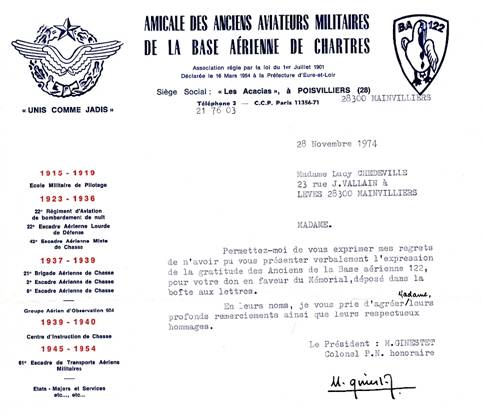 AMICALE DES ANCIENS AVIATEURS MILITAIRES
DE LA BASE AÉRIENNE DE CHARTRES
Association régie par la loi du 1er Juillet 1901
Déclarée le 16 Mars 1954 à la Préfecture d'Eure-et-Loir
Siège Social : « Les Acacias », à POISVILLIERS (28)
28300 MAINVILLIERS
Téléphone 3 — C.C.P. Paris 11356-71
21 76 03
BA 122
« UNIS COMME JADIS »
28 Novembre 1974
Madame Lucy CHEDEVILLE
23 rue J.VALLAIN à
LEVES 28300 MAINVILLIERS
MADAME.
Permettez-moi de vous exprimer mes regrets
de n'avoir pu vous présenter verbalement l'expression
de la gratitude des Anciens de la Base aérienne 122,
pour votre don en faveur du Mémorial,déposé dans la
boîte aux lettres.
Madame,
En leurs noms, je vous prie d'agréer/leurs
profonds remerciements ainsi que leurs respectueux
hommages.
Le Président : M.GINESTET
Colonel P.N. honoraire
M. Ginestet
1915 - 1919
Ecole Militaire de Pilotage
1923 - 1936
22e Régiment d'Aviation
de bombardement de nuit
22e Escadre Aérienne Lourde
de Défense
42e Escadre Aérienne Mixte
de Chasse
1937 - 1939
21e Brigade Aérienne de Chasse
2e Escadre Aérienne de Chasse
6e Escadre Aérienne de Chasse
Groupe Aérien d'Observation 504
1939 - 1940
Centre d'Instruction de Chasse
1945 - 1954
61e Escadre de Transports Aériens
Militaires
Etats - Majors et Services
etc..., etc...